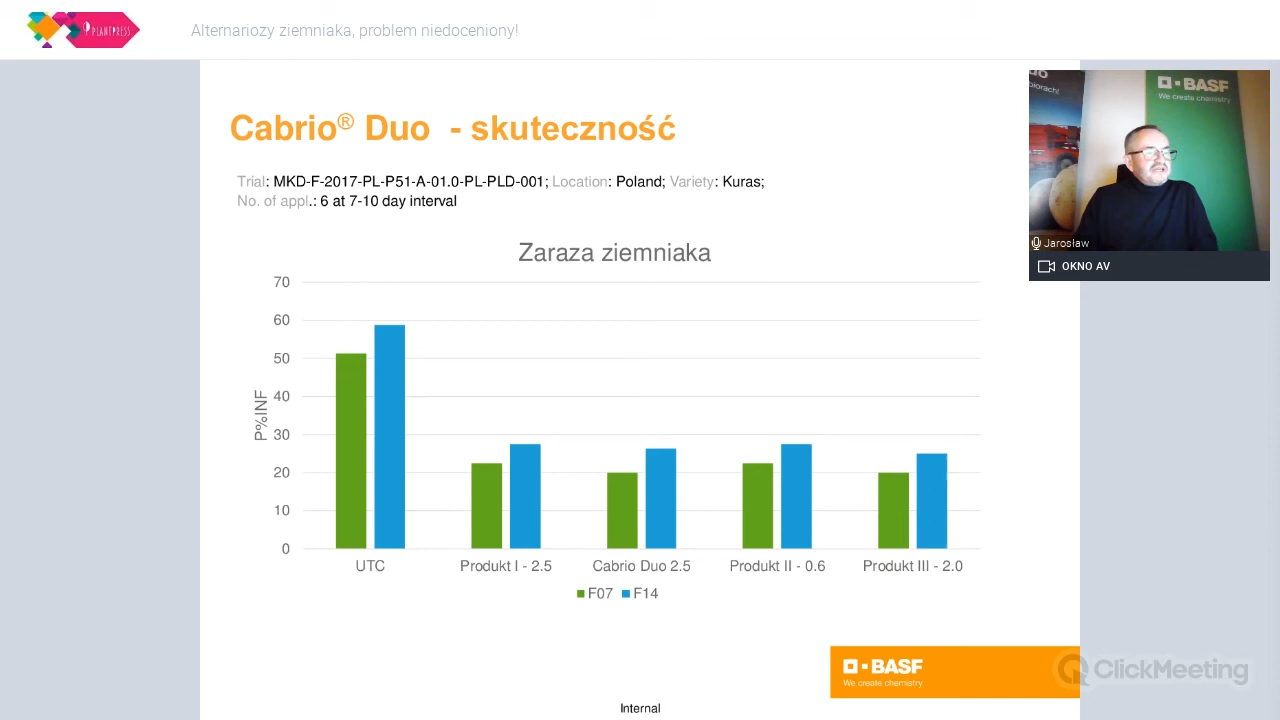 PLANTPRESS
Alternariozy ziemniaka, problem niedoceniony!
Cabrio® Duo - skuteczność
Trial: MKD-F-2017-PL-P51-A-01.0-PL-PLD-001; Location: Poland; Variety: Kuras;
No. of appl.: 6 at 7-10 day interval
Zaraza ziemniaka
70
60
50
40
30
20
10
0
P%INF
UTC
Produkt I - 2.5
Cabrio Duo 2.5
Produkt II - 0.6
Produkt III - 2.0
F07
F14
BASF
We create chemistry
Jarosław
OKNO AV
BASF
We create chemistry
ClickMeeting
Internal